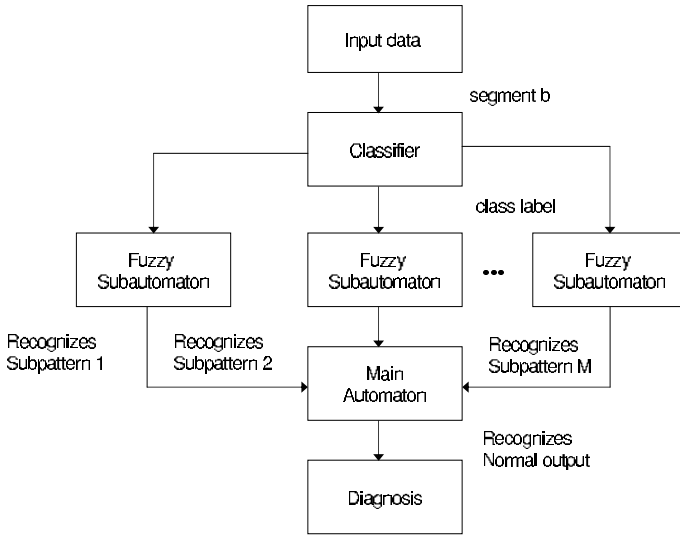 Input data
segment b
Classifier
class label
Fuzzy
Subautomaton
Fuzzy
Subautomaton
...
Fuzzy
Subautomaton
Recognizes
Subpattern 1
Recognizes
Subpattern 2
Main
Automaton
Recognizes
Subpattern M
Recognizes
Normal output
Diagnosis